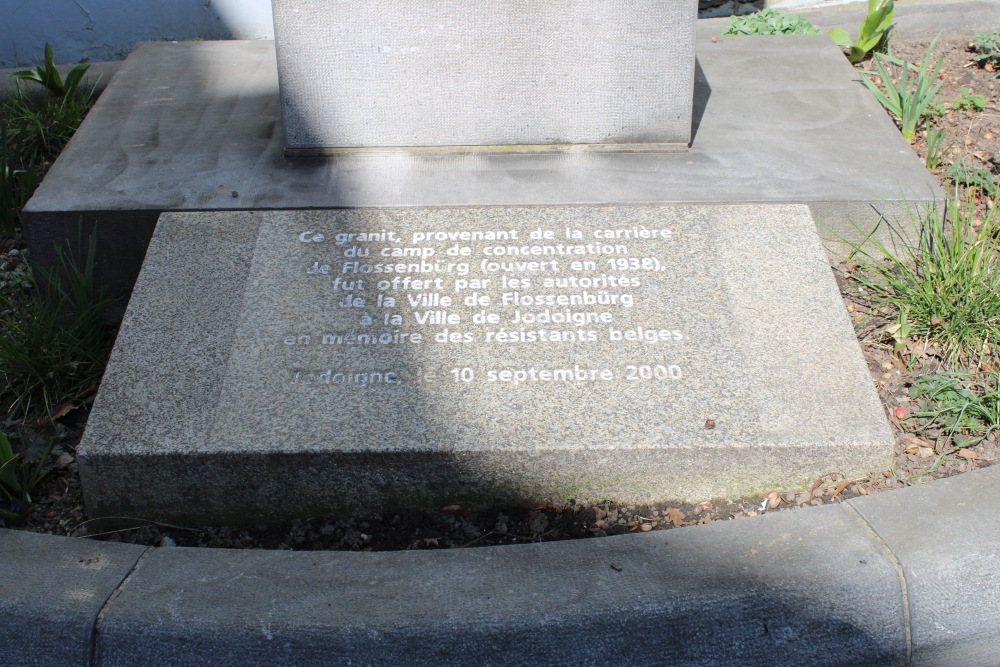 Ce granit, provenant de la carrière
du camp de concentration
de Flossenbürg (ouvert en 1938),
fut offert par les autorités
de la Ville de Flossenbürg
à la Ville de Jodoigne
en mémoire des résistants belges.
Jodoigne, le 10 septembre 2000